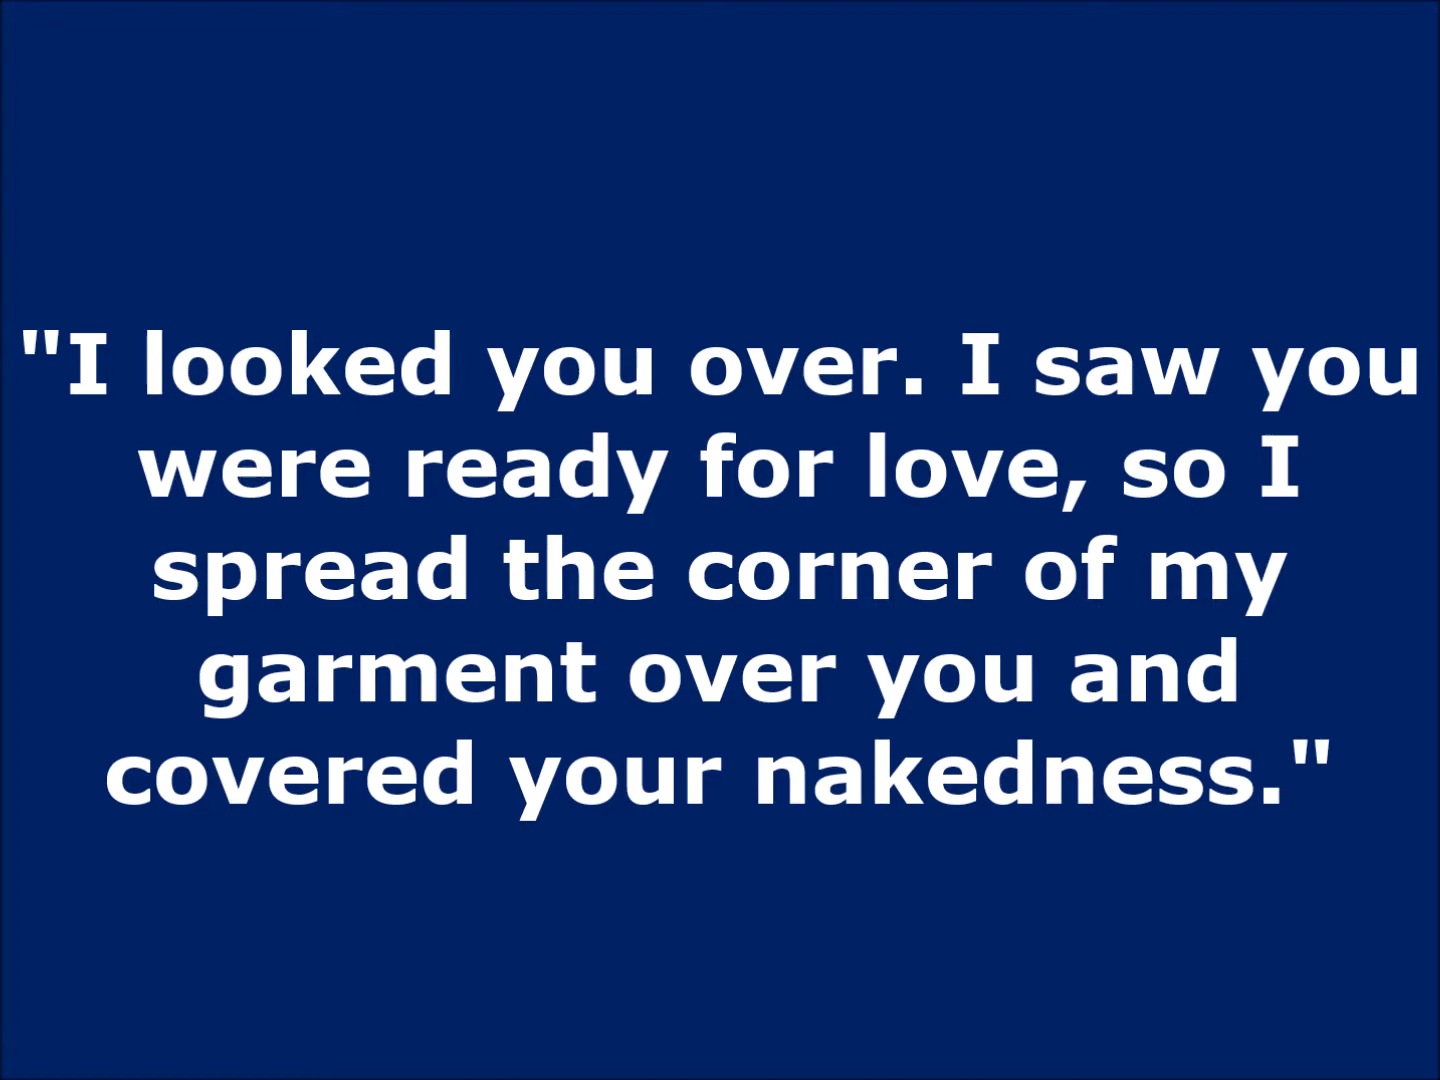 "I looked you over. I saw you
were ready for love, so I
spread the corner of my
garment over you and
covered your nakedness."